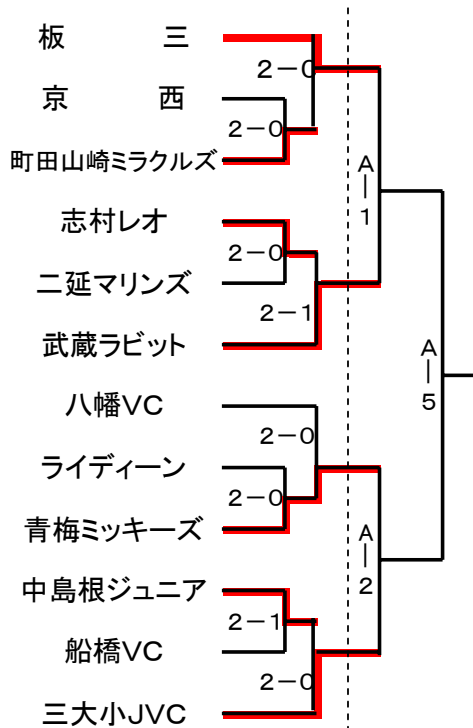 板　　三
2-0
京　　西
2-0
町田山崎ミラクルズ
A-1
志村レオ
2-0
二延マリンズ
2-1
武蔵ラビット
A-5
八幡VC
2-0
ライディーン
2-0
青梅ミッキーズ
A-2
中島根ジュニア
2-1
船橋VC
2-0
三大小JVC